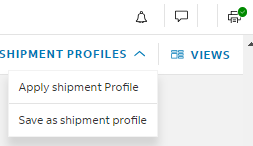 SHIPMENT PROFILES VIEWS
Apply shipment Profile
Save as shipment profile